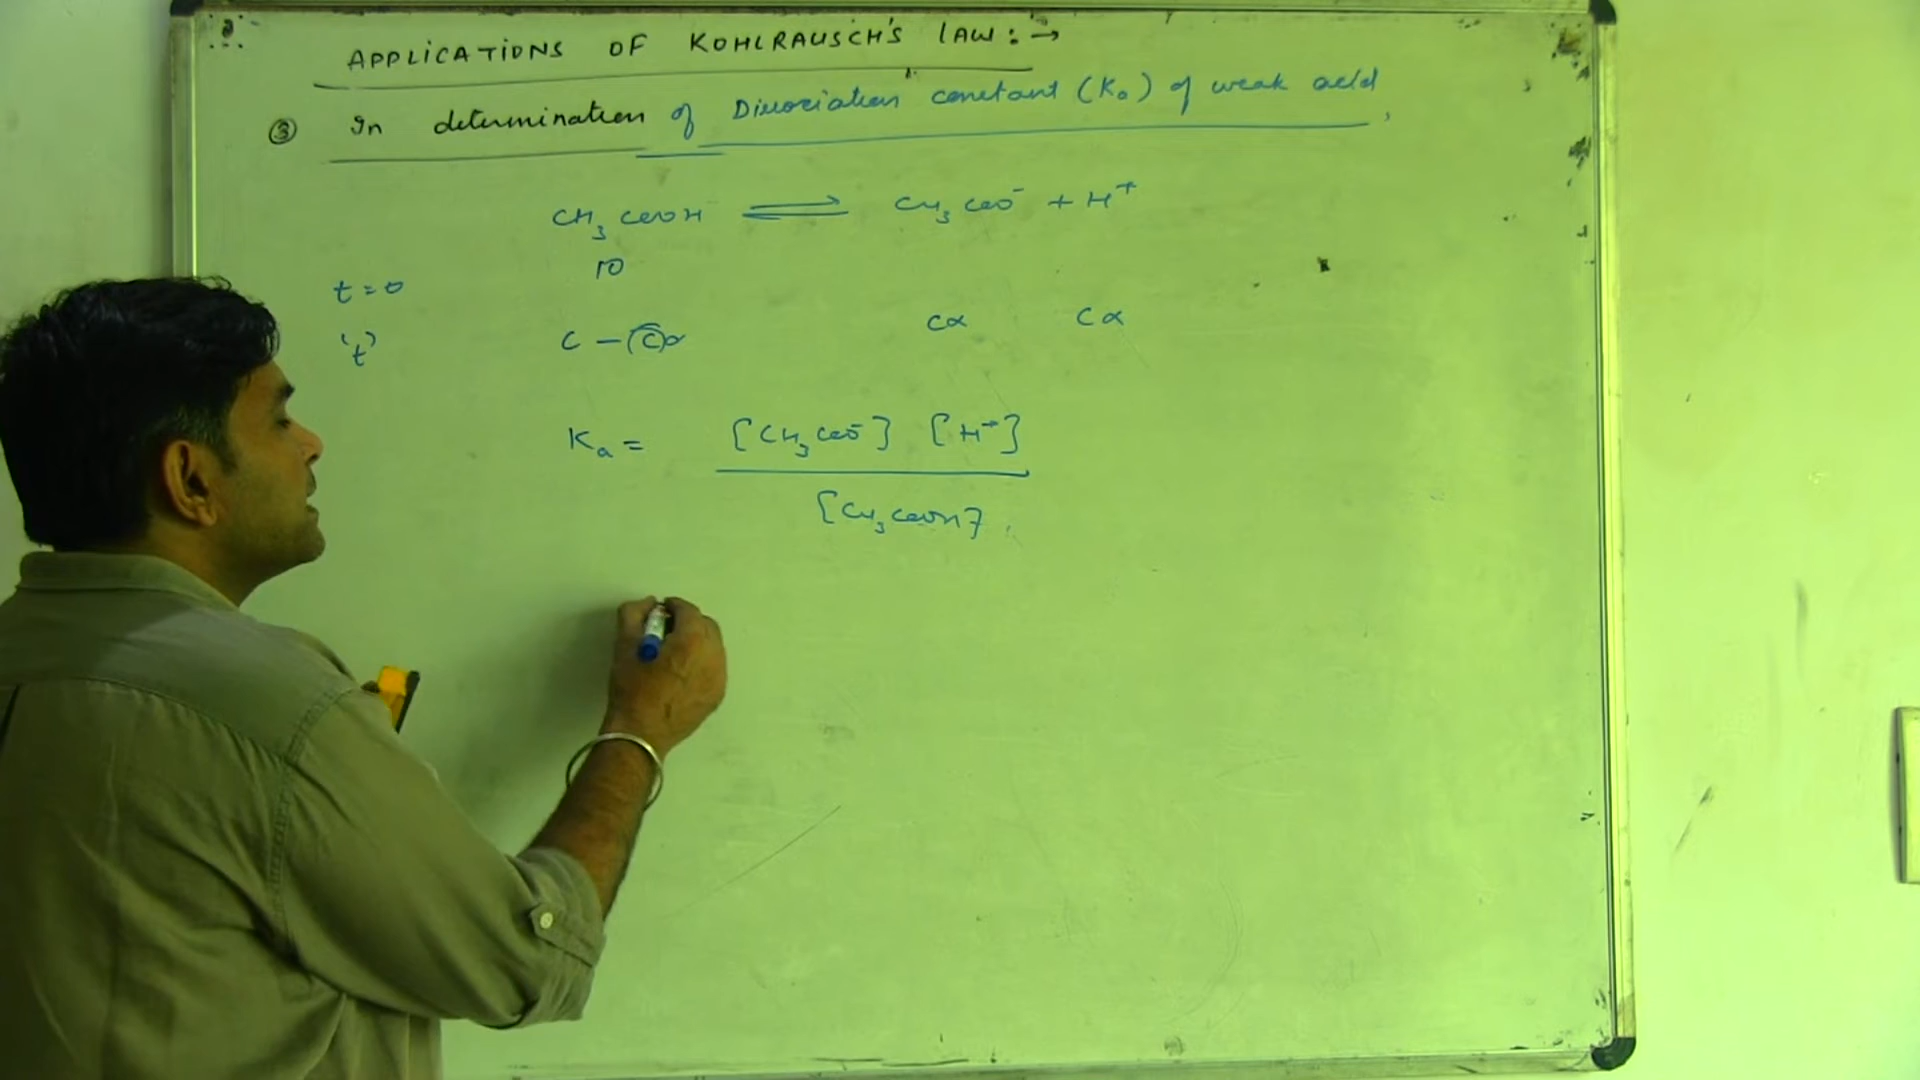 APPLICATIONS OF KOHLRAUSCH'S LAW : →
③ In determination of Dissociation constant (Ka) of weak acid,
CH₃COOH ⇌ CH₃COO⁻ + H⁺
10
t = 0
't' C – Cα Cα Cα
Ka = [CH₃COO⁻] [H⁺]
[CH₃COOH]